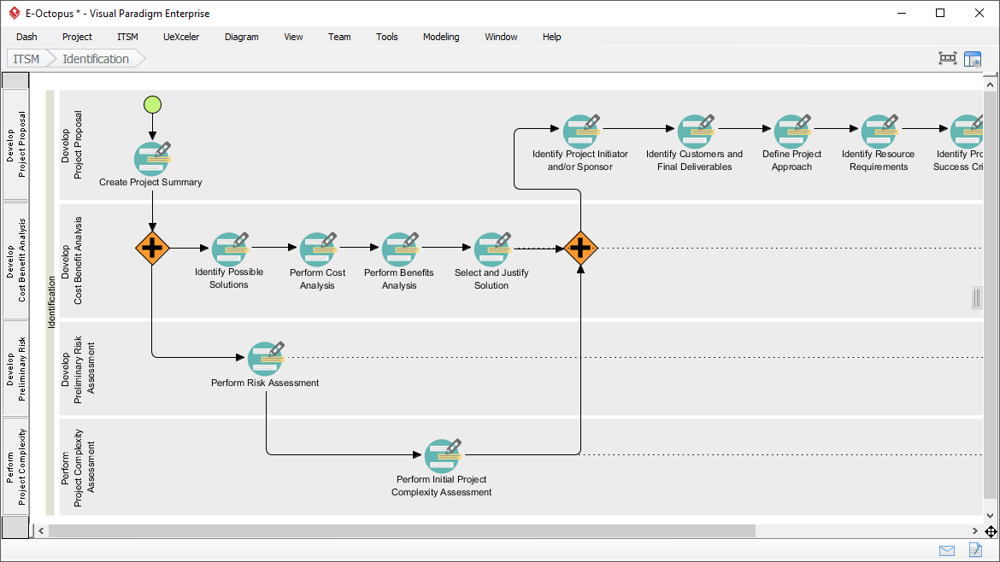 E-Octopus * - Visual Paradigm Enterprise
Dash Project ITSM UeXceler Diagram View Team Tools Modeling Window Help
ITSM Identification
Develop
Project Proposal
Develop
Cost Benefit Analysis
Develop
Preliminary Risk
Perform
Project Complexity
Identification
Develop
Project Proposal
Create Project Summary
Identify Project Initiator
and/or Sponsor
Identify Customers and
Final Deliverables
Define Project
Approach
Identify Resource
Requirements
Identify Pro
Success Cri
Develop
Cost Benefit Analysis
Identify Possible
Solutions
Perform Cost
Analysis
Perform Benefits
Analysis
Select and Justify
Solution
Develop
Preliminary Risk
Assessment
Perform Risk Assessment
Perform
Project Complexity
Assessment
Perform Initial Project
Complexity Assessment